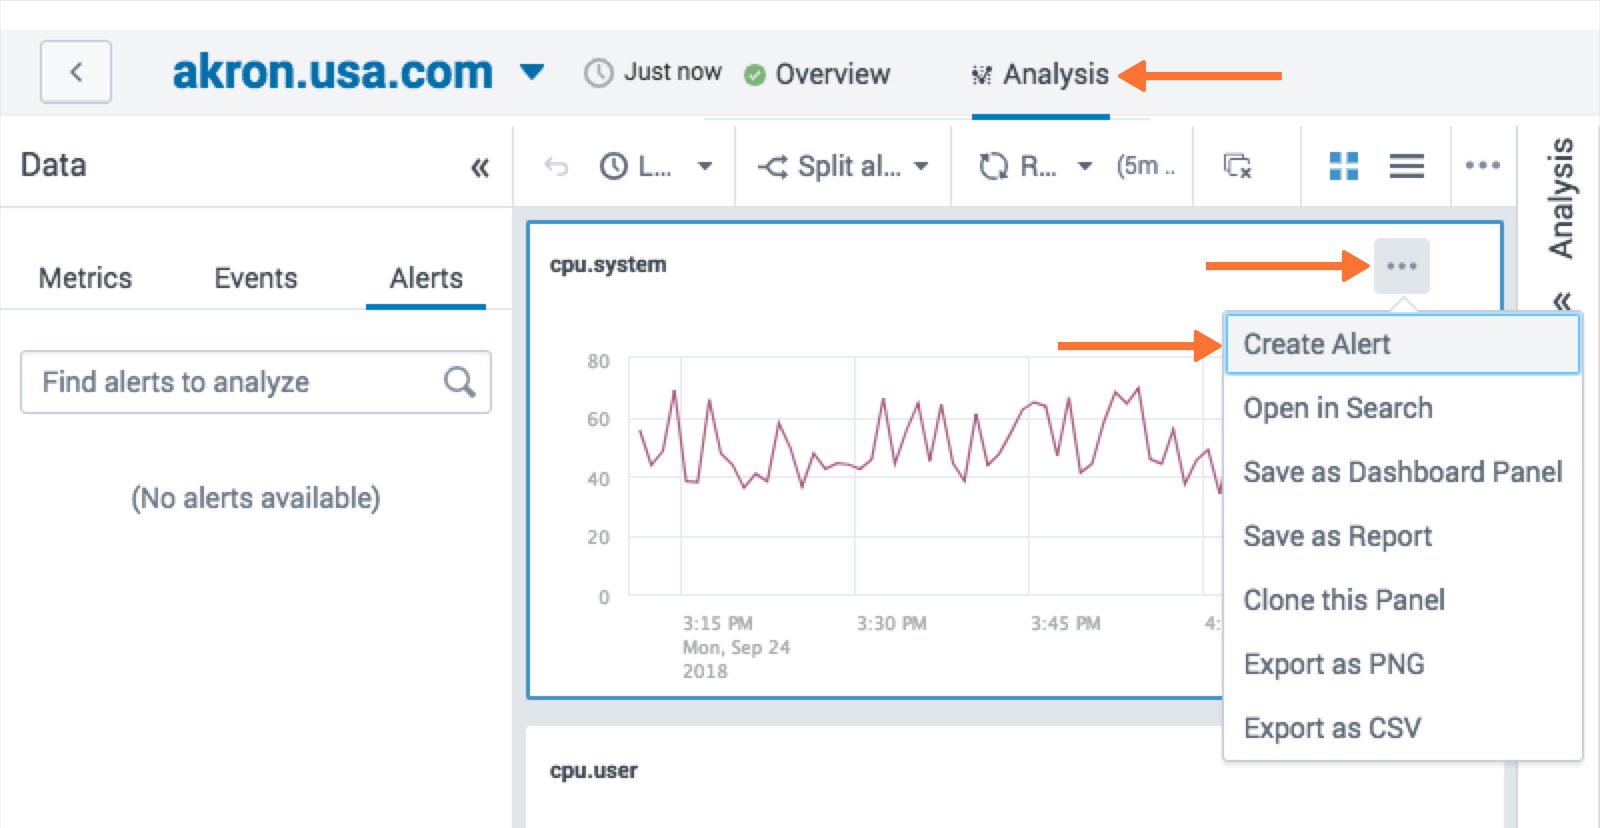 akron.usa.com
Just now
Overview
Analysis
Data
L...
Split al...
R...
(5m ..
Analysis
Metrics
Events
Alerts
Find alerts to analyze
(No alerts available)
cpu.system
80
60
40
20
0
3:15 PM
Mon, Sep 24
2018
3:30 PM
3:45 PM
4:
Create Alert
Open in Search
Save as Dashboard Panel
Save as Report
Clone this Panel
Export as PNG
Export as CSV
cpu.user